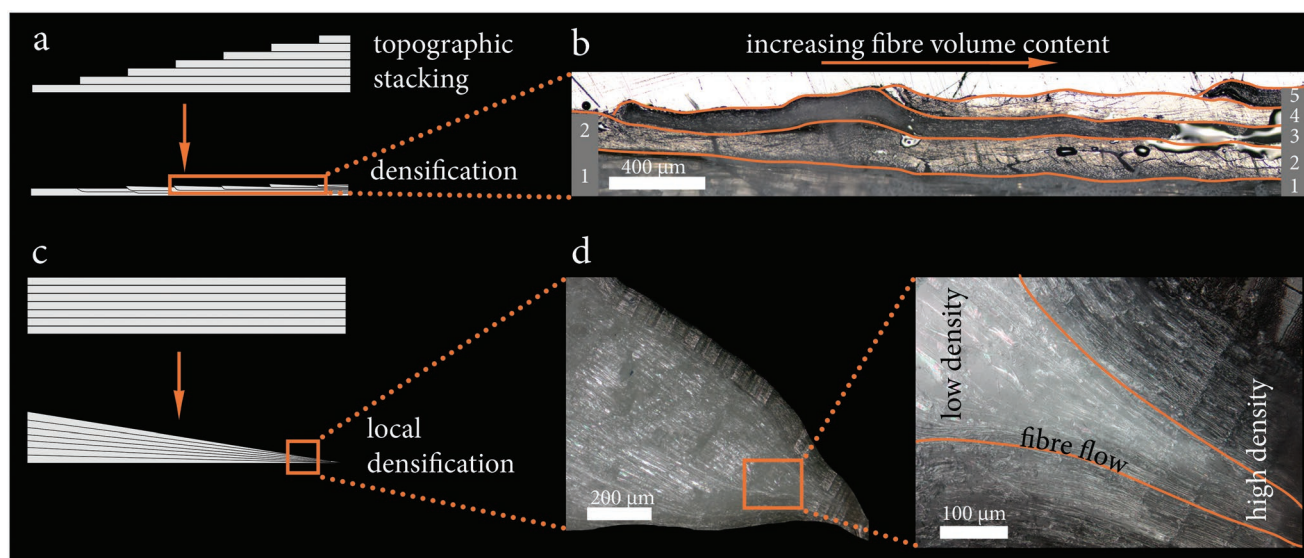 a
topographic
stacking
densification
b
increasing fibre volume content
2
1
400 μm
5
4
3
2
1
c
local
densification
d
200 μm
low density
fibre flow
high density
100 μm